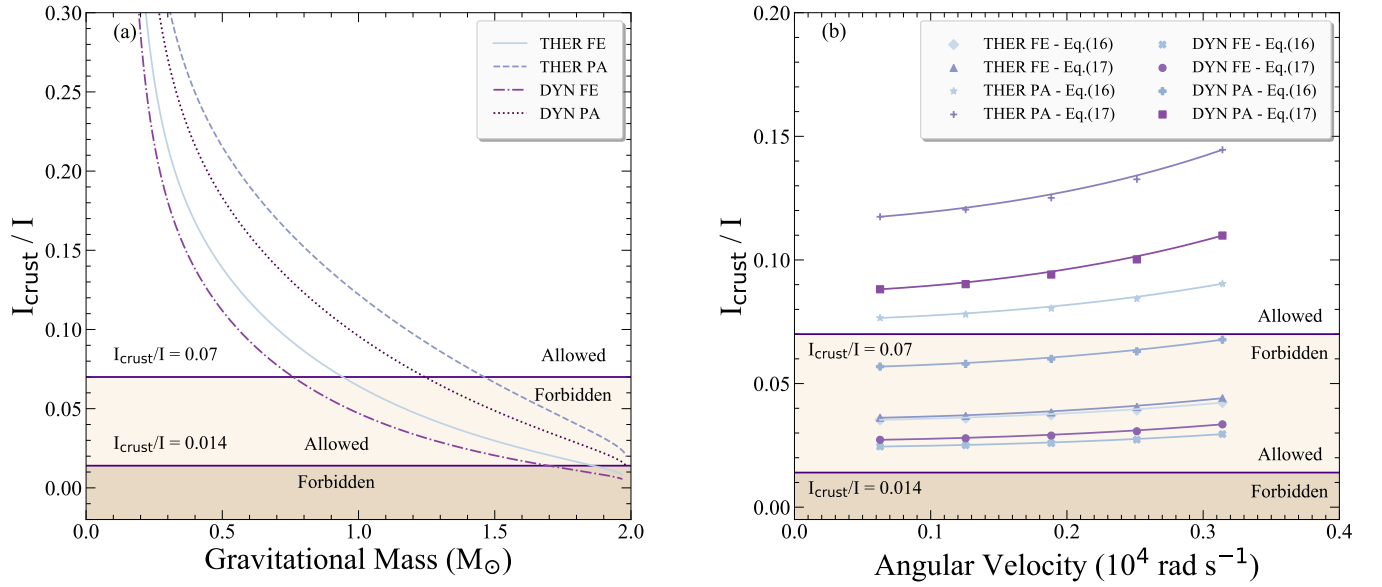 (a)
THER FE
THER PA
DYN FE
DYN PA
0.30
0.25
0.20
0.15
0.10
0.05
0.00
I_crust / I
I_crust/I = 0.07
Allowed
Forbidden
I_crust/I = 0.014
Allowed
Forbidden
0.0 0.5 1.0 1.5 2.0
Gravitational Mass (M⊙)
(b)
THER FE - Eq.(16) DYN FE - Eq.(16)
THER FE - Eq.(17) DYN FE - Eq.(17)
THER PA - Eq.(16) DYN PA - Eq.(16)
THER PA - Eq.(17) DYN PA - Eq.(17)
0.20
0.15
0.10
0.05
0.00
I_crust / I
Allowed
I_crust/I = 0.07
Forbidden
Allowed
I_crust/I = 0.014
Forbidden
0.0 0.1 0.2 0.3 0.4
Angular Velocity (10⁴ rad s⁻¹)